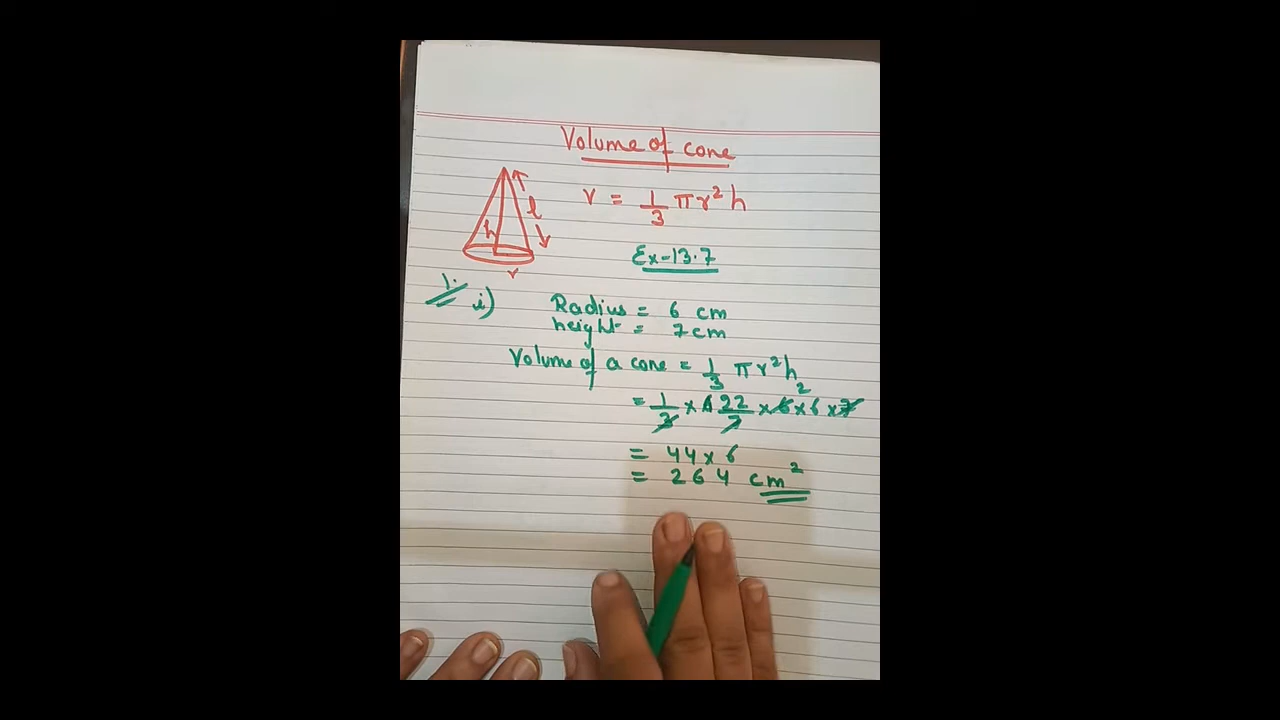 Volume of cone
V = 1/3 πr²h
l
h
r
Ex-13.7
1.
i) Radius = 6 cm
height = 7cm
Volume of a cone = 1/3 πr²h
= 1/3 × 22/7 × 6 × 6 × 7
2
= 44 × 6
= 264 cm²